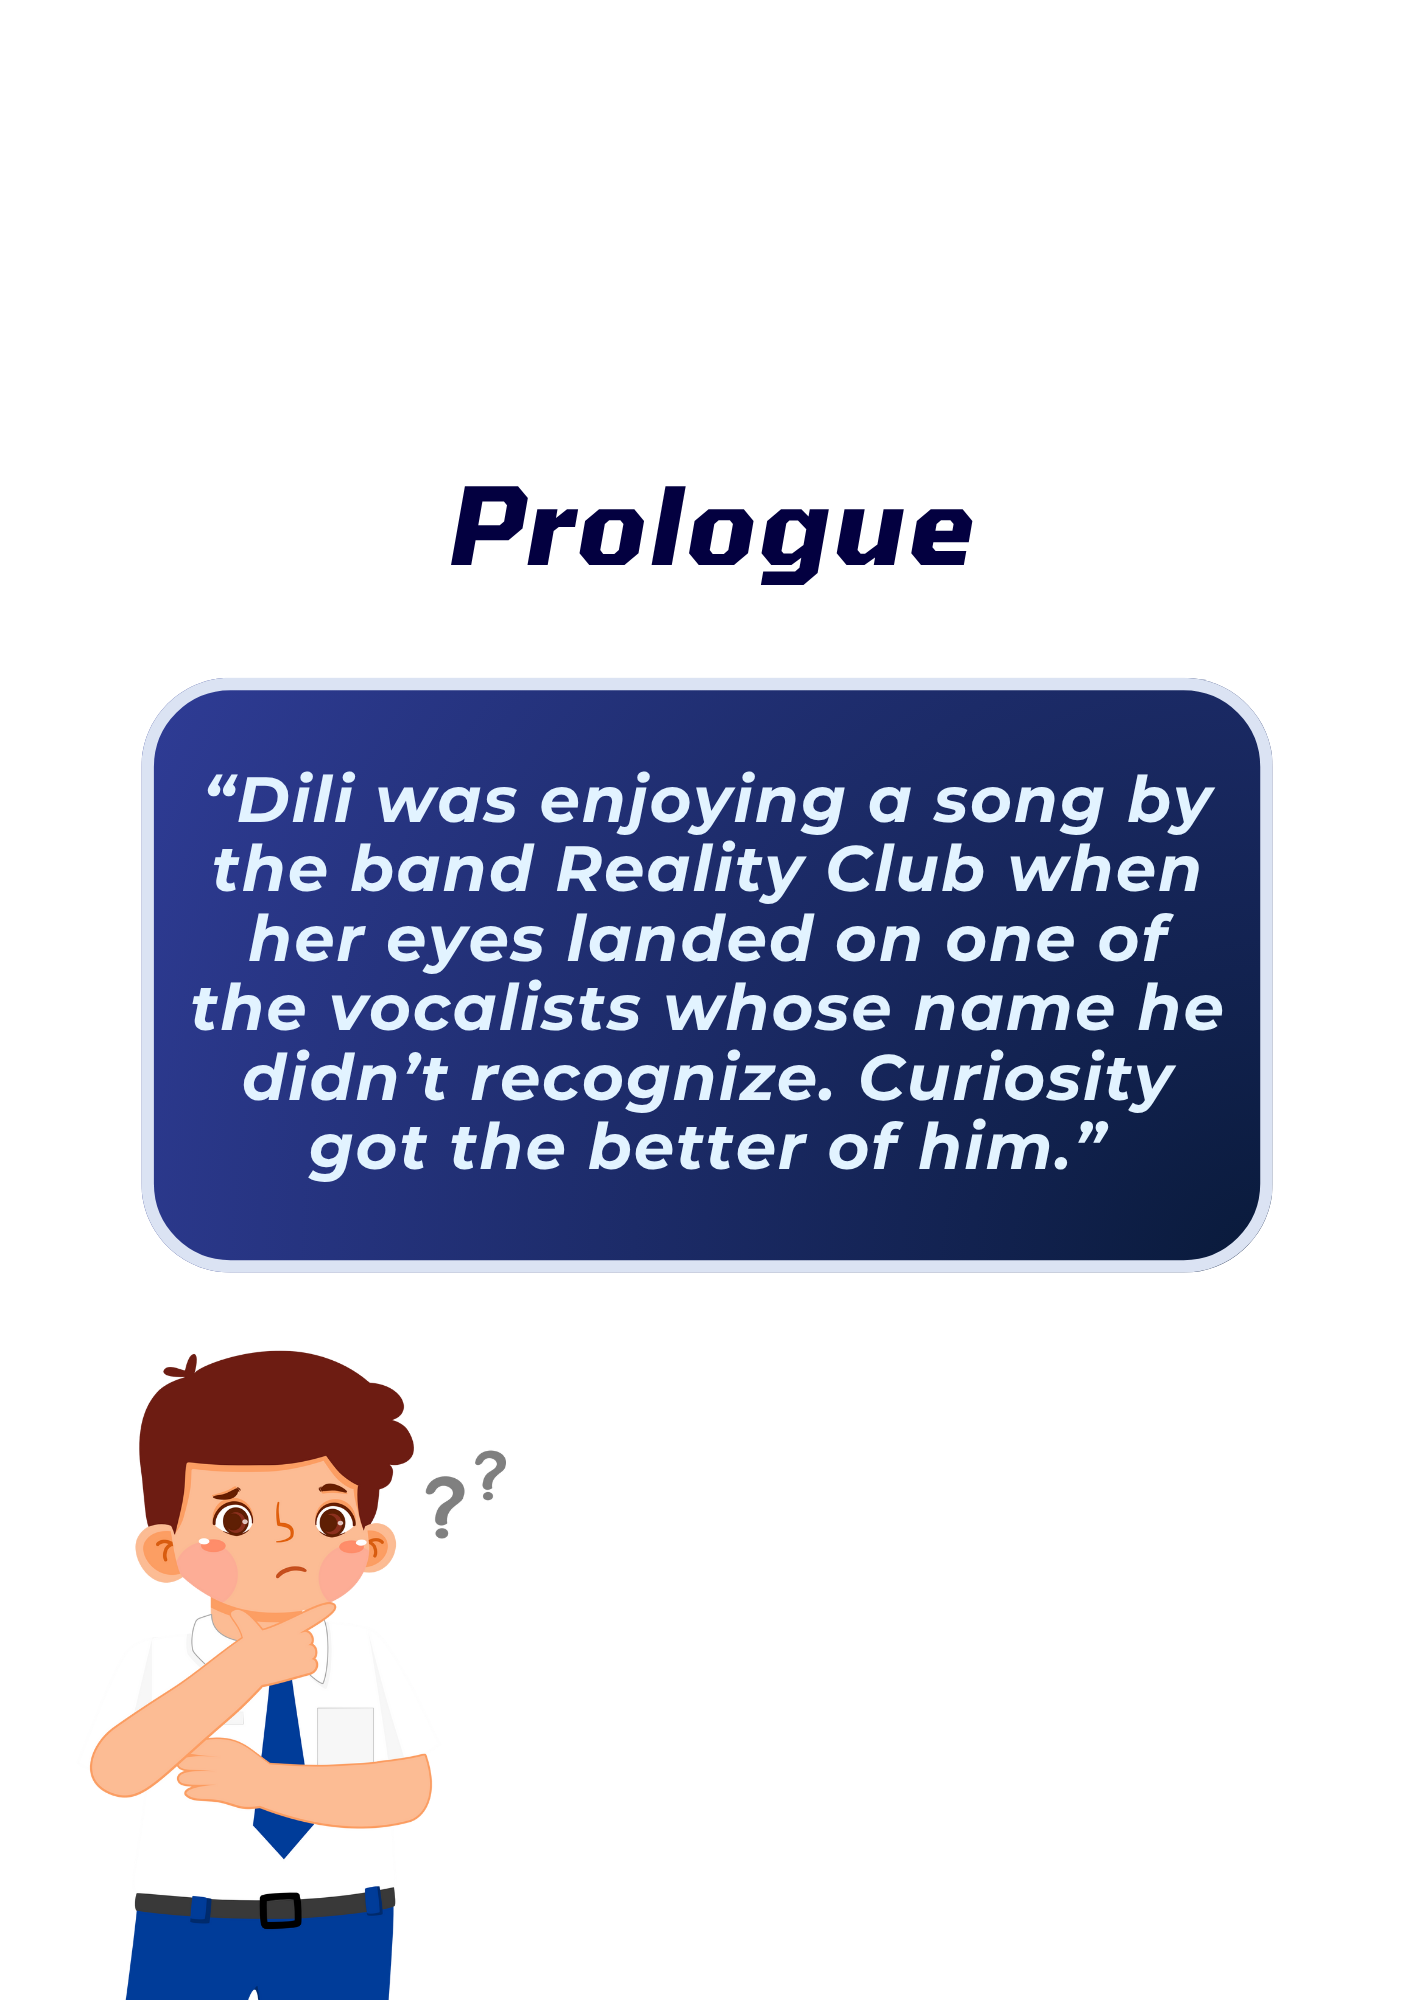 Prologue
“Dili was enjoying a song by
the band Reality Club when
her eyes landed on one of
the vocalists whose name he
didn’t recognize. Curiosity
got the better of him.”
? ?